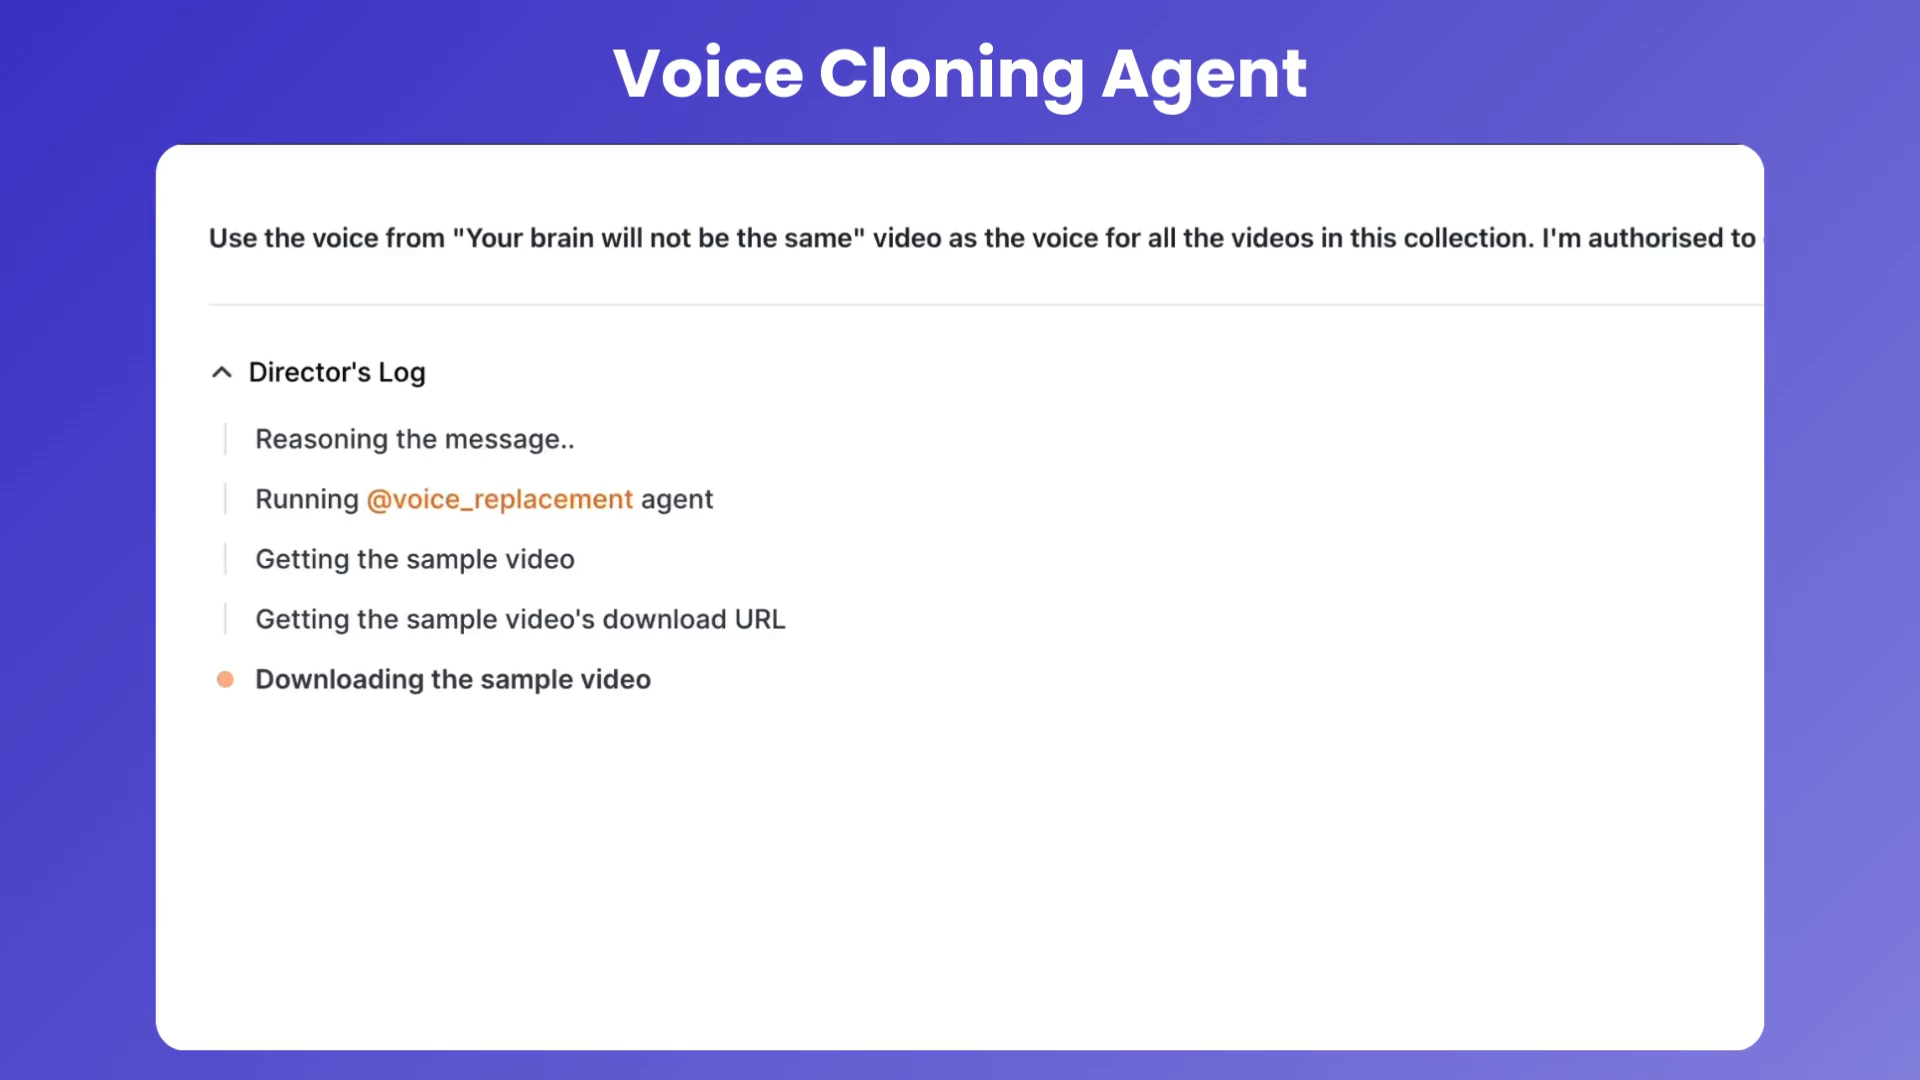 Voice Cloning Agent
Use the voice from "Your brain will not be the same" video as the voice for all the videos in this collection. I'm authorised to
Director's Log
Reasoning the message..
Running @voice_replacement agent
Getting the sample video
Getting the sample video's download URL
Downloading the sample video